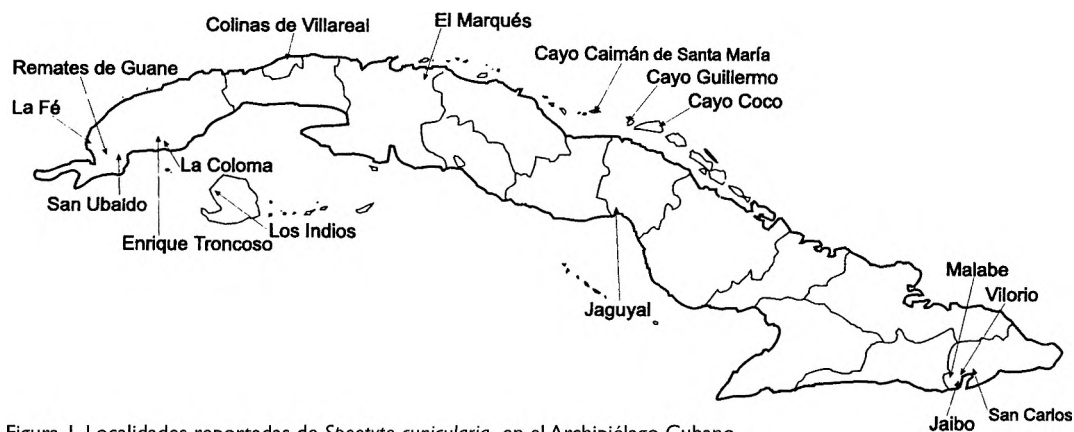 Colinas de Villareal
El Marqués
Remates de Guane
Cayo Caimán de Santa María
Cayo Guillermo
Cayo Coco
La Fé
La Coloma
San Ubaldo
Los Indios
Enrique Troncoso
Jaguyal
Malabe
Vilorio
Jaibo
San Carlos
Figura 1. Localidades reportadas de Speotyto cunicularia, en el Archipiélago Cubano